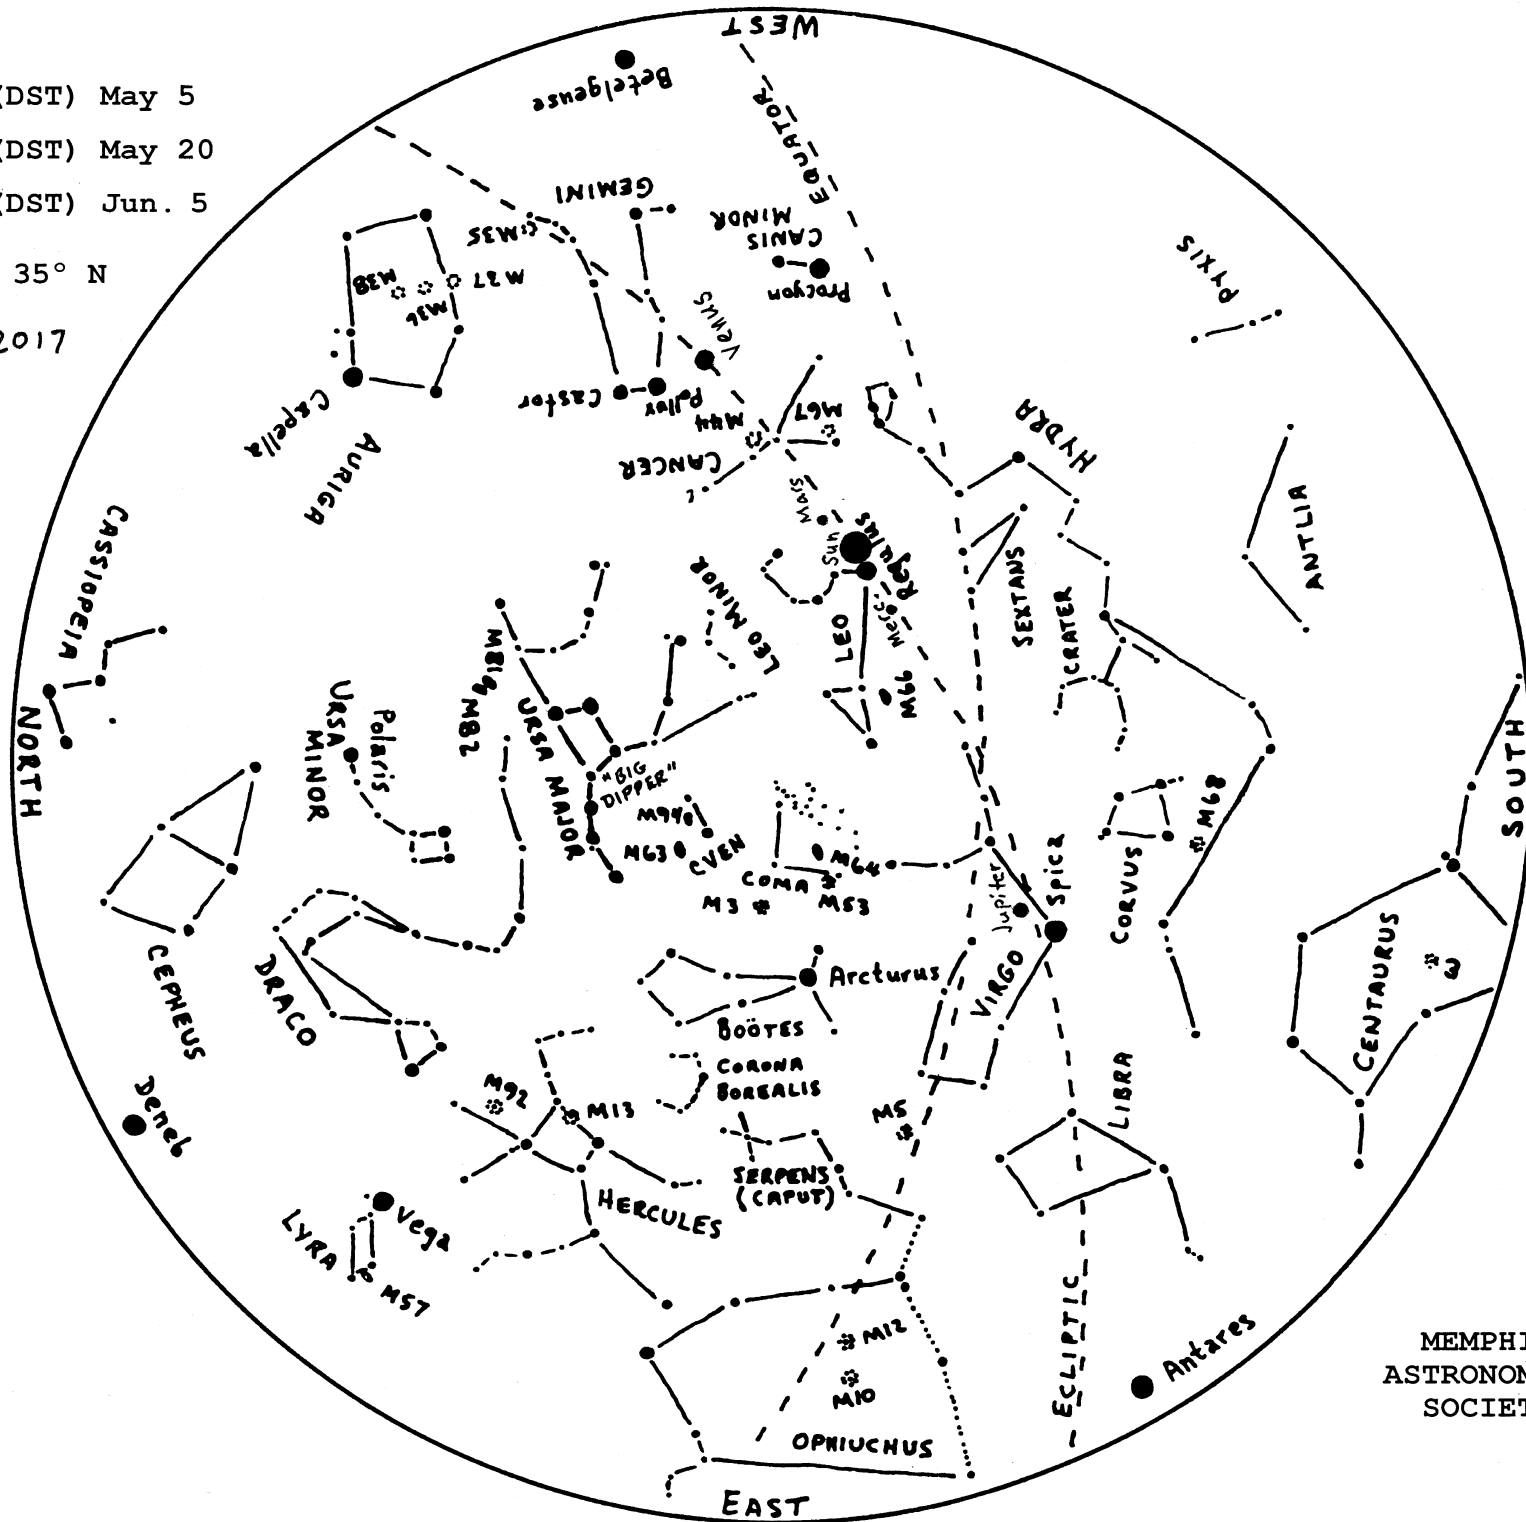 (DST) May 5
(DST) May 20
(DST) Jun. 5
35° N
2017
WEST
Betelgeuse
EQUATOR
GEMINI
M35
CANIS
MINOR
Procyon
M38
M36
M37
Venus
Castor
Pollux
Capella
AURIGA
M44
M67
CANCER
PYXIS
HYDRA
ANTLIA
Mars
Sun
Regulus
Merc.
LEO
LEO MINOR
M66
SEXTANS
CRATER
CASSIOPEIA
NORTH
URSA
MINOR
Polaris
M81
M82
URSA MAJOR
"BIG
DIPPER"
M94
M63
CVEN
COMA
M64
M53
M3
Jupiter
Spica
CORVUS
M68
SOUTH
CENTAURUS
ω
VIRGO
Arcturus
BOÖTES
CORONA
BOREALIS
CEPHEUS
DRACO
Deneb
M92
M13
M5
LIBRA
SERPENS
(CAPUT)
HERCULES
Vega
LYRA
M57
M12
M10
OPHIUCHUS
ECLIPTIC
Antares
EAST
MEMPHI
ASTRONOM
SOCIET